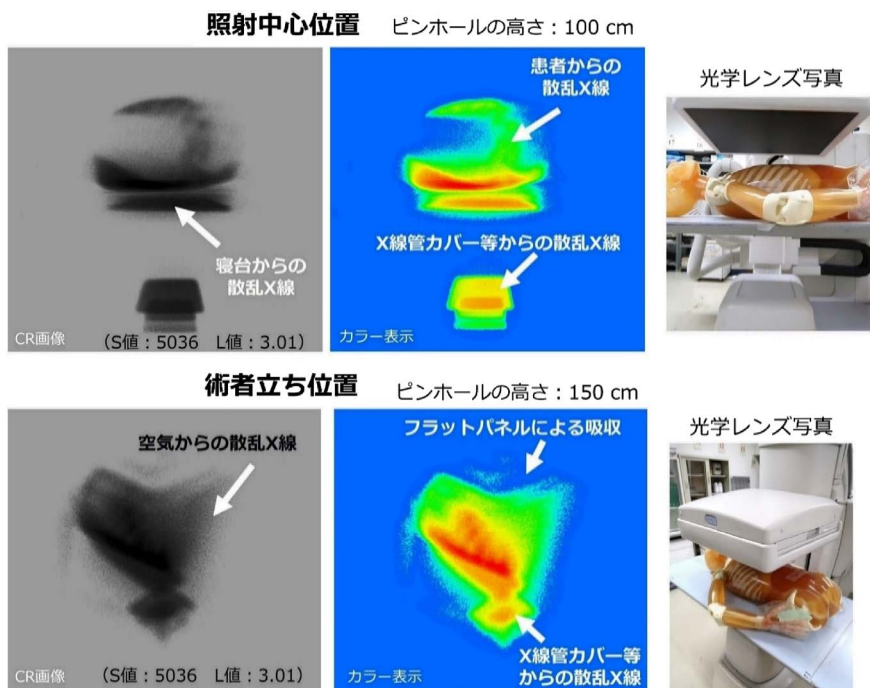 照射中心位置 ピンホールの高さ：100 cm
患者からの
散乱X線
光学レンズ写真
X線管カバー等からの散乱X線
寝台からの
散乱X線
CR画像 （S値：5036 L値：3.01）
カラー表示
術者立ち位置 ピンホールの高さ：150 cm
空気からの散乱X線
フラットパネルによる吸収
光学レンズ写真
X線管カバー等
からの散乱X線
CR画像 （S値：5036 L値：3.01）
カラー表示